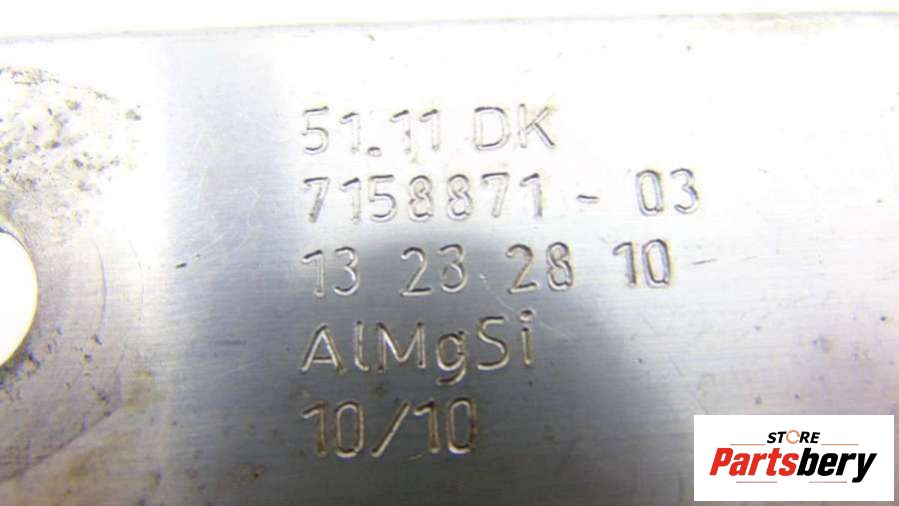 51.11 DK
7158871 - 03
13 23 28 10
AlMgSi
10/10
STORE
Partsbery